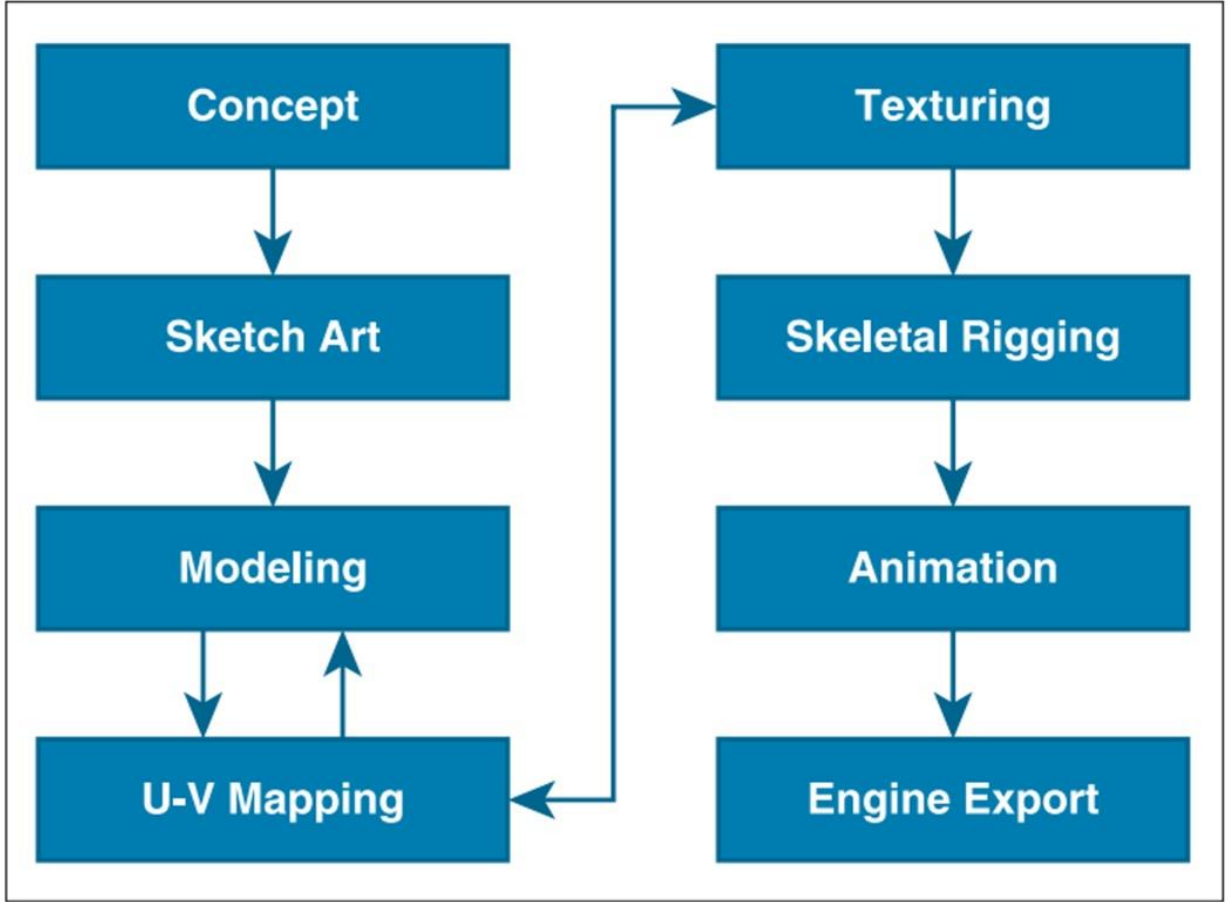 Concept
Sketch Art
Modeling
U-V Mapping
Texturing
Skeletal Rigging
Animation
Engine Export